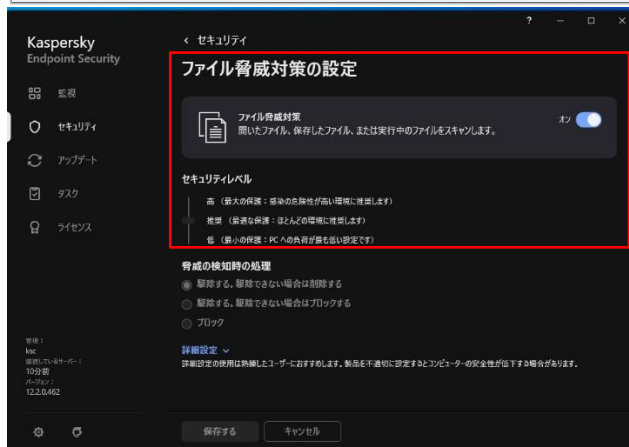 ?
Kaspersky
Endpoint Security
監視
セキュリティ
アップデート
タスク
ライセンス
管理：
ksc
接続しているサーバー：
10分前
バージョン：
12.2.0.462
< セキュリティ
ファイル脅威対策の設定
ファイル脅威対策
開いたファイル、保存したファイル、または実行中のファイルをスキャンします。
オン
セキュリティレベル
高 （最大の保護：感染の危険性が高い環境に推奨します）
推奨 （最適な保護：ほとんどの環境に推奨します）
低 （最小の保護：PC への負荷が最も低い設定です）
脅威の検知時の処理
駆除する。駆除できない場合は削除する
駆除する。駆除できない場合はブロックする
ブロック
詳細設定
詳細設定の使用は熟練したユーザーにおすすめします。製品を不適切に設定するとコンピューターの安全性が低下する場合があります。
保存する
キャンセル